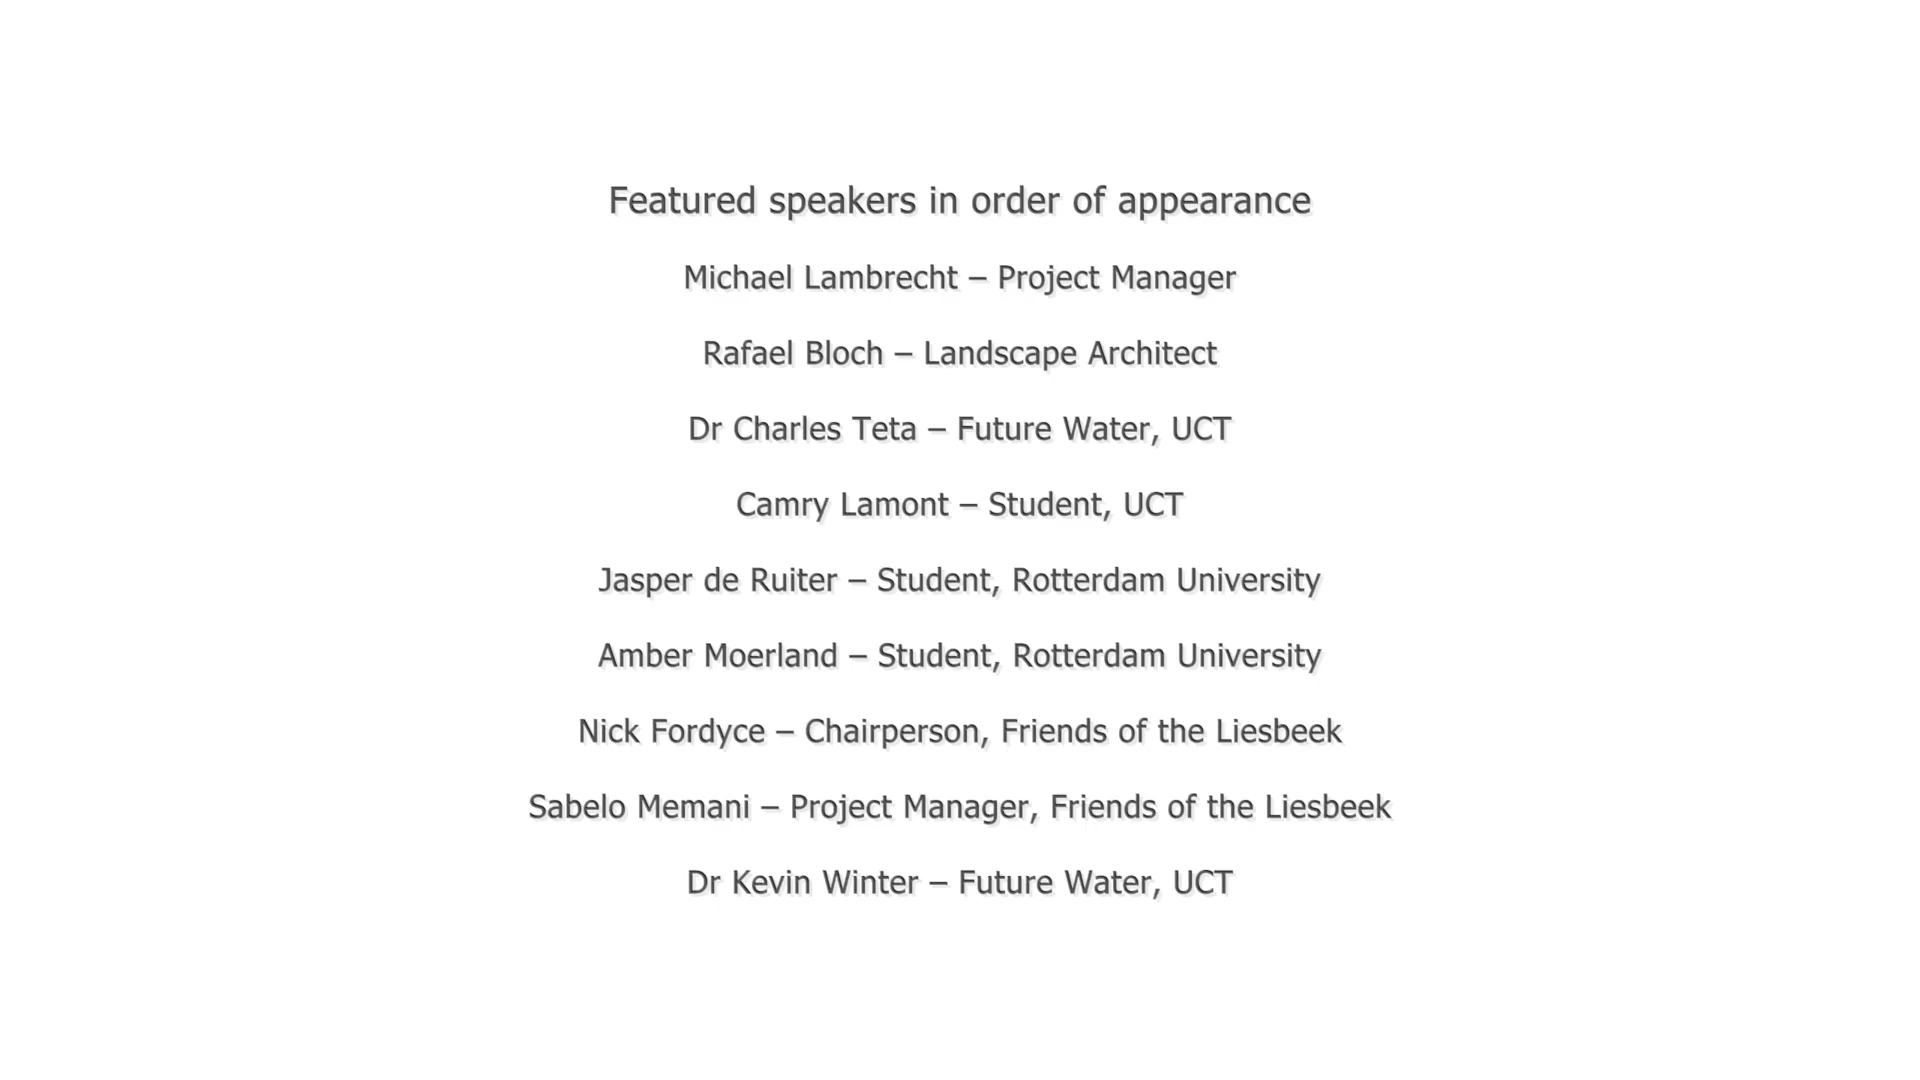 Featured speakers in order of appearance
Michael Lambrecht – Project Manager
Rafael Bloch – Landscape Architect
Dr Charles Teta – Future Water, UCT
Camry Lamont – Student, UCT
Jasper de Ruiter – Student, Rotterdam University
Amber Moerland – Student, Rotterdam University
Nick Fordyce – Chairperson, Friends of the Liesbeek
Sabelo Memani – Project Manager, Friends of the Liesbeek
Dr Kevin Winter – Future Water, UCT